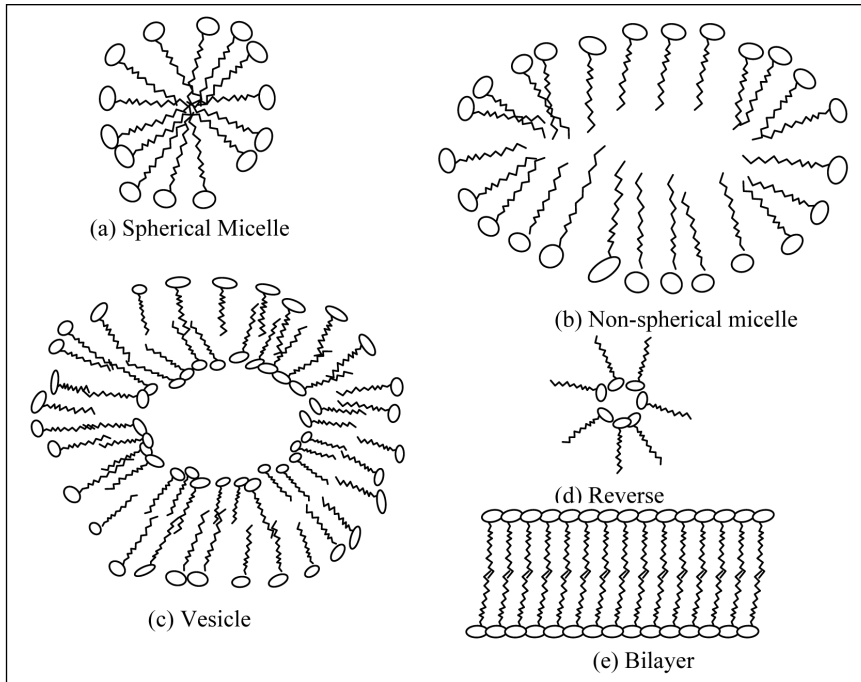 (a) Spherical Micelle
(b) Non-spherical micelle
(c) Vesicle
(d) Reverse
(e) Bilayer